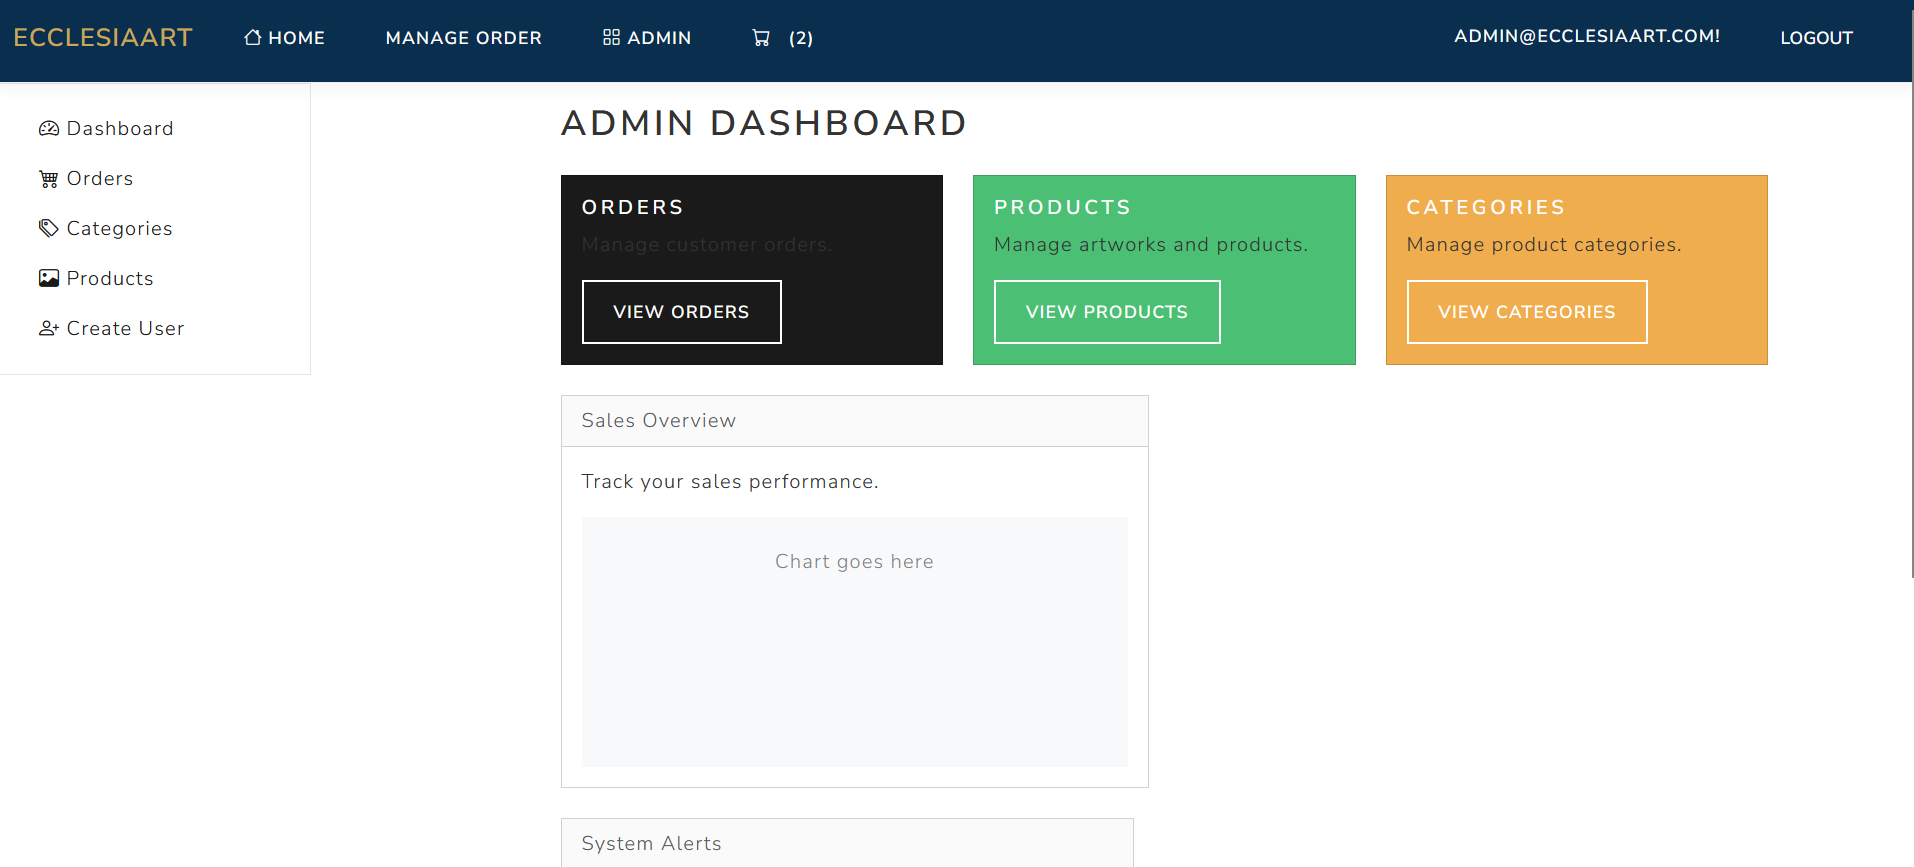 ECCLESIAART
HOME
MANAGE ORDER
ADMIN
(2)
ADMIN@ECCLESIAART.COM!
LOGOUT
Dashboard
Orders
Categories
Products
Create User
ADMIN DASHBOARD
ORDERS
Manage customer orders.
VIEW ORDERS
PRODUCTS
Manage artworks and products.
VIEW PRODUCTS
CATEGORIES
Manage product categories.
VIEW CATEGORIES
Sales Overview
Track your sales performance.
Chart goes here
System Alerts